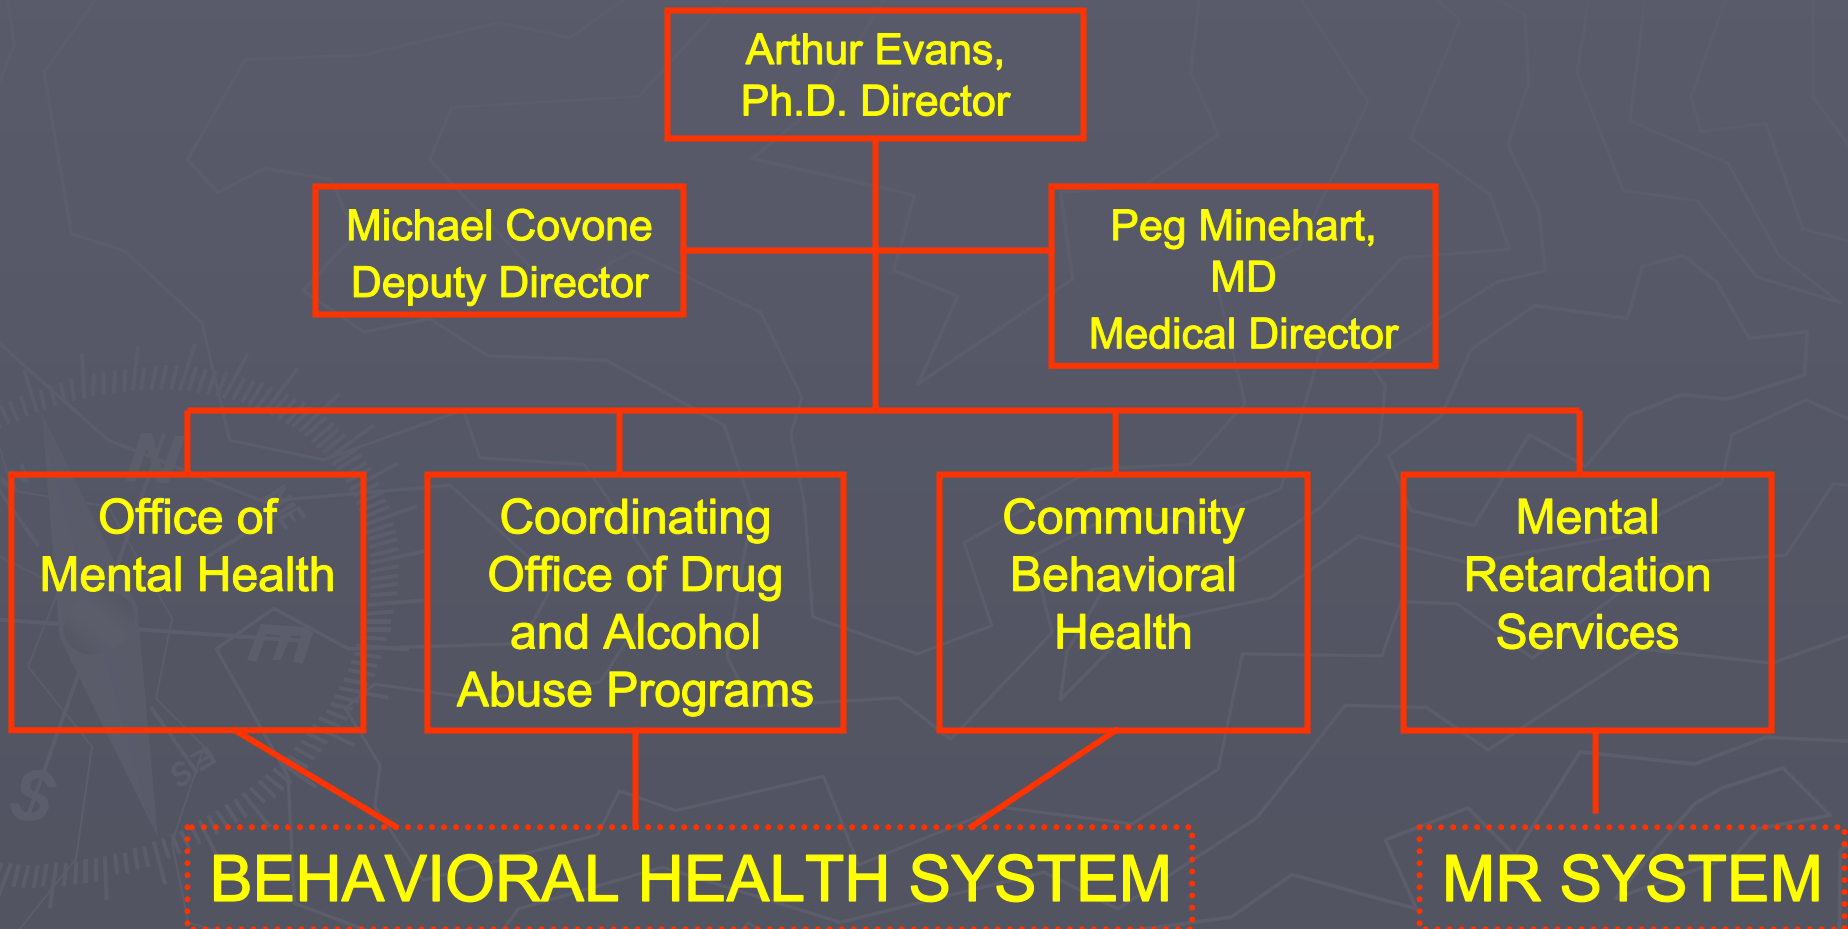 Arthur Evans,
Ph.D. Director
Michael Covone
Deputy Director
Peg Minehart,
MD
Medical Director
Office of
Mental Health
Coordinating
Office of Drug
and Alcohol
Abuse Programs
Community
Behavioral
Health
Mental
Retardation
Services
BEHAVIORAL HEALTH SYSTEM
MR SYSTEM
N
E
S
SE